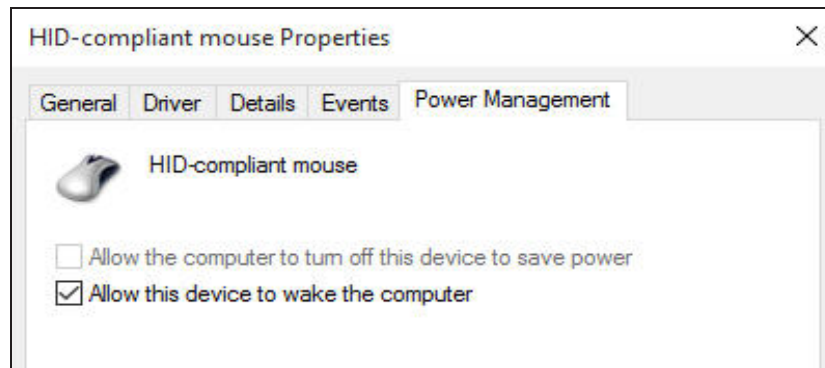 HID-compliant mouse Properties
General Driver Details Events Power Management
HID-compliant mouse
Allow the computer to turn off this device to save power
Allow this device to wake the computer